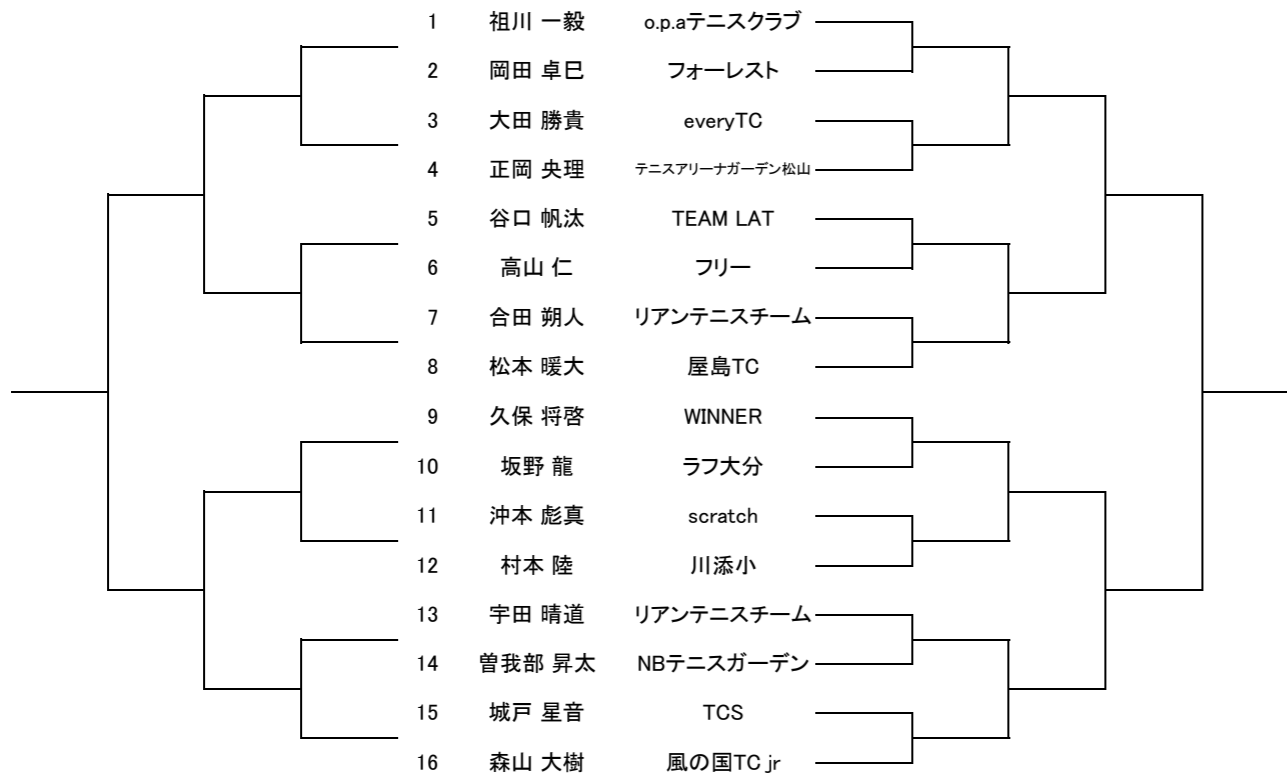 1 祖川 一毅 o.p.aテニスクラブ
2 岡田 卓巳 フォーレスト
3 大田 勝貴 everyTC
4 正岡 央理 テニスアリーナガーデン松山
5 谷口 帆汰 TEAM LAT
6 高山 仁 フリー
7 合田 朔人 リアンテニスチーム
8 松本 暖大 屋島TC
9 久保 将啓 WINNER
10 坂野 龍 ラフ大分
11 沖本 彪真 scratch
12 村本 陸 川添小
13 宇田 晴道 リアンテニスチーム
14 曽我部 昇太 NBテニスガーデン
15 城戸 星音 TCS
16 森山 大樹 風の国TC jr